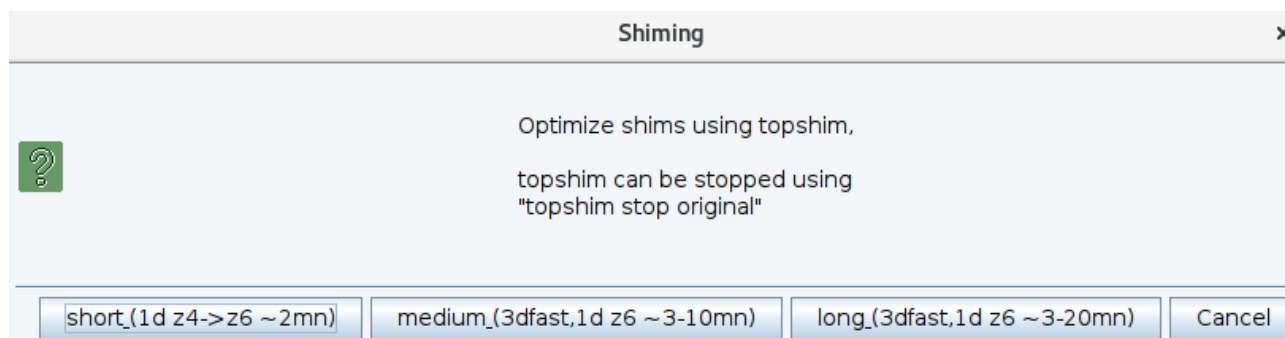 Shiming
Optimize shims using topshim,
topshim can be stopped using
"topshim stop original"
short_(1d z4->z6 ~2mn)
medium_(3dfast,1d z6 ~3-10mn)
long_(3dfast,1d z6 ~3-20mn)
Cancel